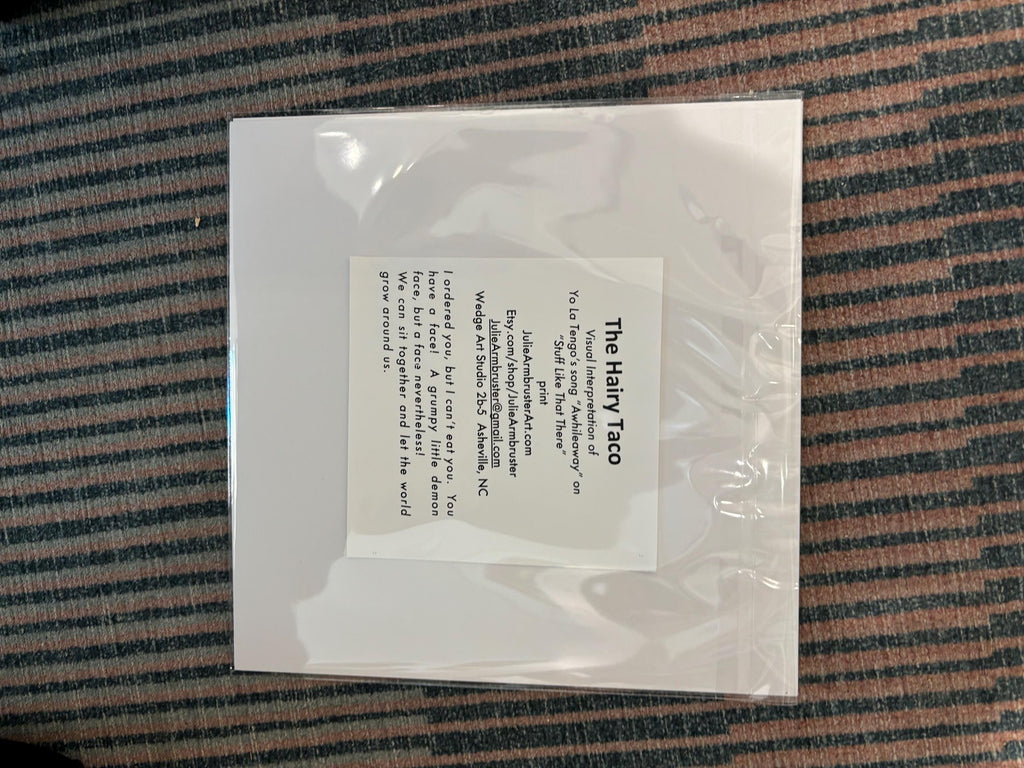 The Hairy Taco
Visual Interpretation of
Yo La Tengo's song "Awhileaway" on
"Stuff Like That There"
print
JulieArmbrusterArt.com
Etsy.com/shop/JulieArmbruster
JulieArmbruster@gmail.com
Wedge Art Studio 2b-5 Asheville, NC
I ordered you, but I can't eat you. You
have a face! A grumpy little demon
face, but a face nevertheless!
We can sit together and let the world
grow around us.